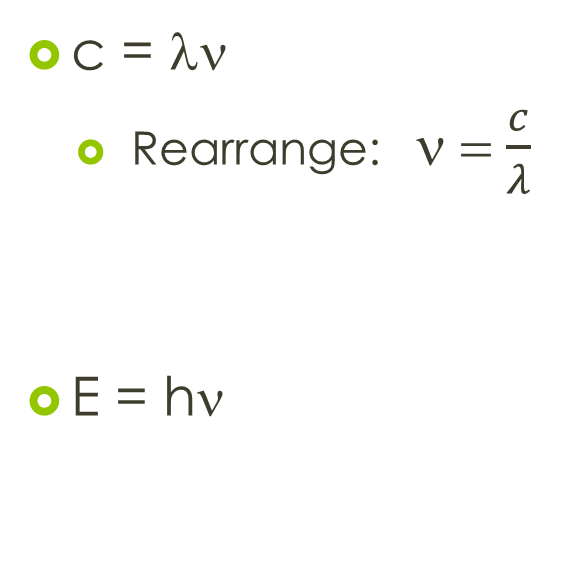 c = λν
Rearrange: ν = c/λ
E = hν